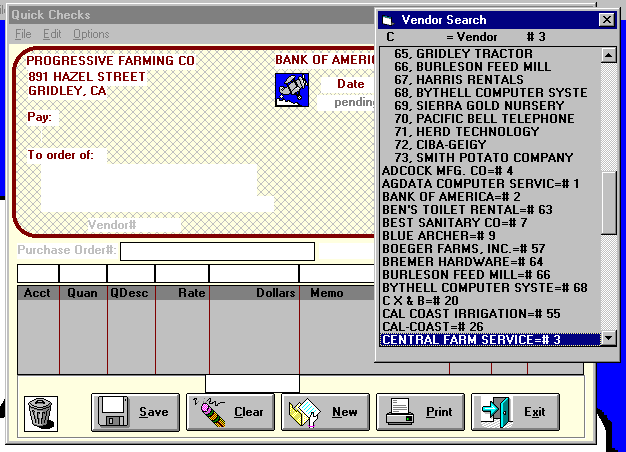 Quick Checks
File Edit Options
PROGRESSIVE FARMING CO
891 HAZEL STREET
GRIDLEY, CA
BANK OF AMERI
Date
pending
Pay:
To order of:
Vendor#
Purchase Order#:
Acct Quan QDesc Rate Dollars Memo
Save Clear New Print Exit
Vendor Search
C = Vendor # 3
65, GRIDLEY TRACTOR
66, BURLESON FEED MILL
67, HARRIS RENTALS
68, BYTHELL COMPUTER SYSTE
69, SIERRA GOLD NURSERY
70, PACIFIC BELL TELEPHONE
71, HERD TECHNOLOGY
72, CIBA-GEIGY
73, SMITH POTATO COMPANY
ADCOCK MFG. CO=# 4
AGDATA COMPUTER SERVIC=# 1
BANK OF AMERICA=# 2
BEN'S TOILET RENTAL=# 63
BEST SANITARY CO=# 7
BLUE ARCHER=# 9
BOEGER FARMS, INC.=# 57
BREMER HARDWARE=# 64
BURLESON FEED MILL=# 66
BYTHELL COMPUTER SYSTE=# 68
C X & B=# 20
CAL COAST IRRIGATION=# 55
CAL-COAST=# 26
CENTRAL FARM SERVICE=# 3